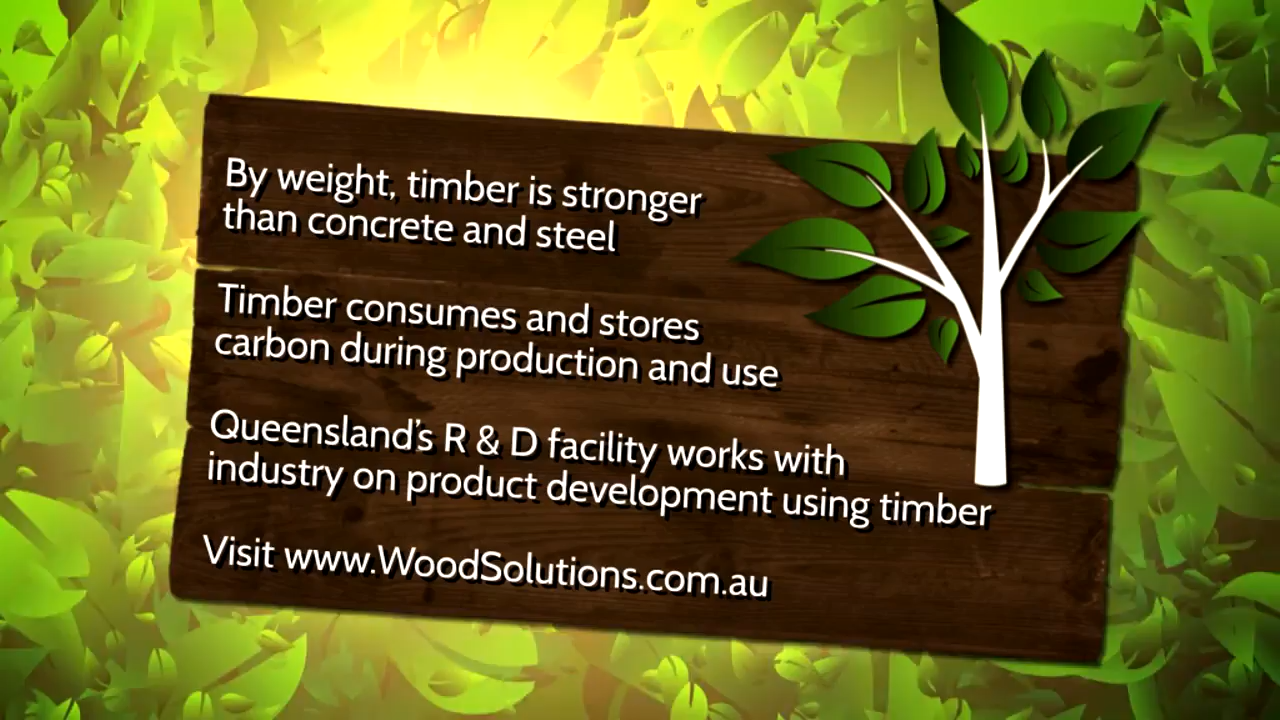 By weight, timber is stronger
than concrete and steel
Timber consumes and stores
carbon during production and use
Queensland's R & D facility works with
industry on product development using timber
Visit www.WoodSolutions.com.au